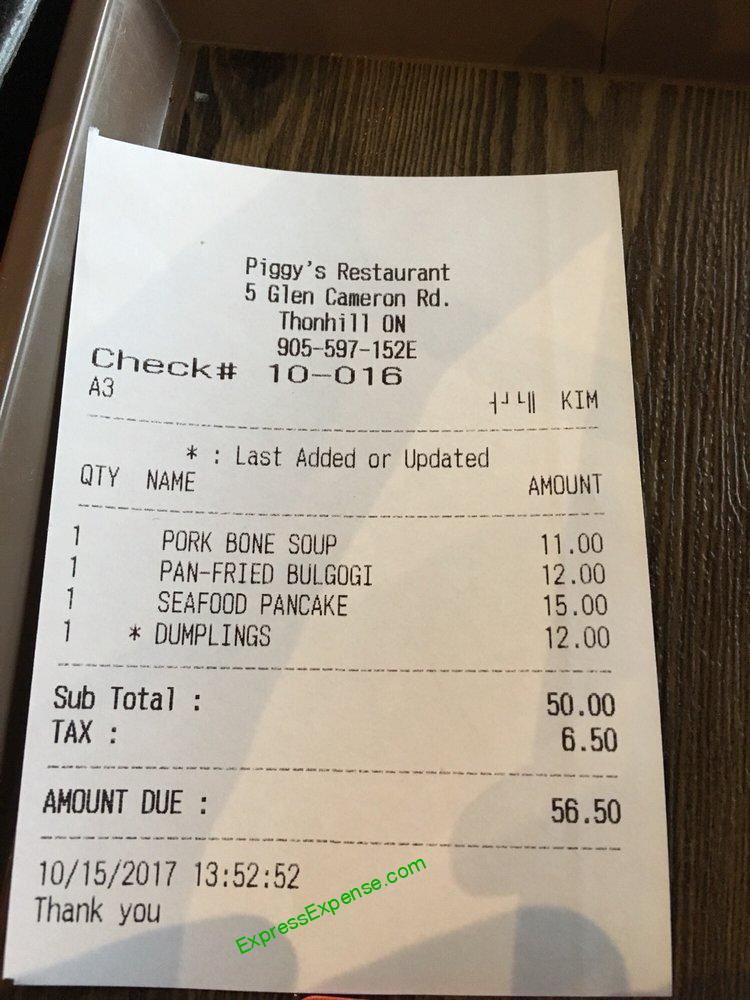 Piggy's Restaurant
5 Glen Cameron Rd.
Thonhill ON
905-597-152E
Check# 10-016
A3 KIM
* : Last Added or Updated
QTY NAME AMOUNT
1 PORK BONE SOUP 11.00
1 PAN-FRIED BULGOGI 12.00
1 SEAFOOD PANCAKE 15.00
1 * DUMPLINGS 12.00
Sub Total : 50.00
TAX : 6.50
AMOUNT DUE : 56.50
10/15/2017 13:52:52
Thank you
ExpressExpense.com